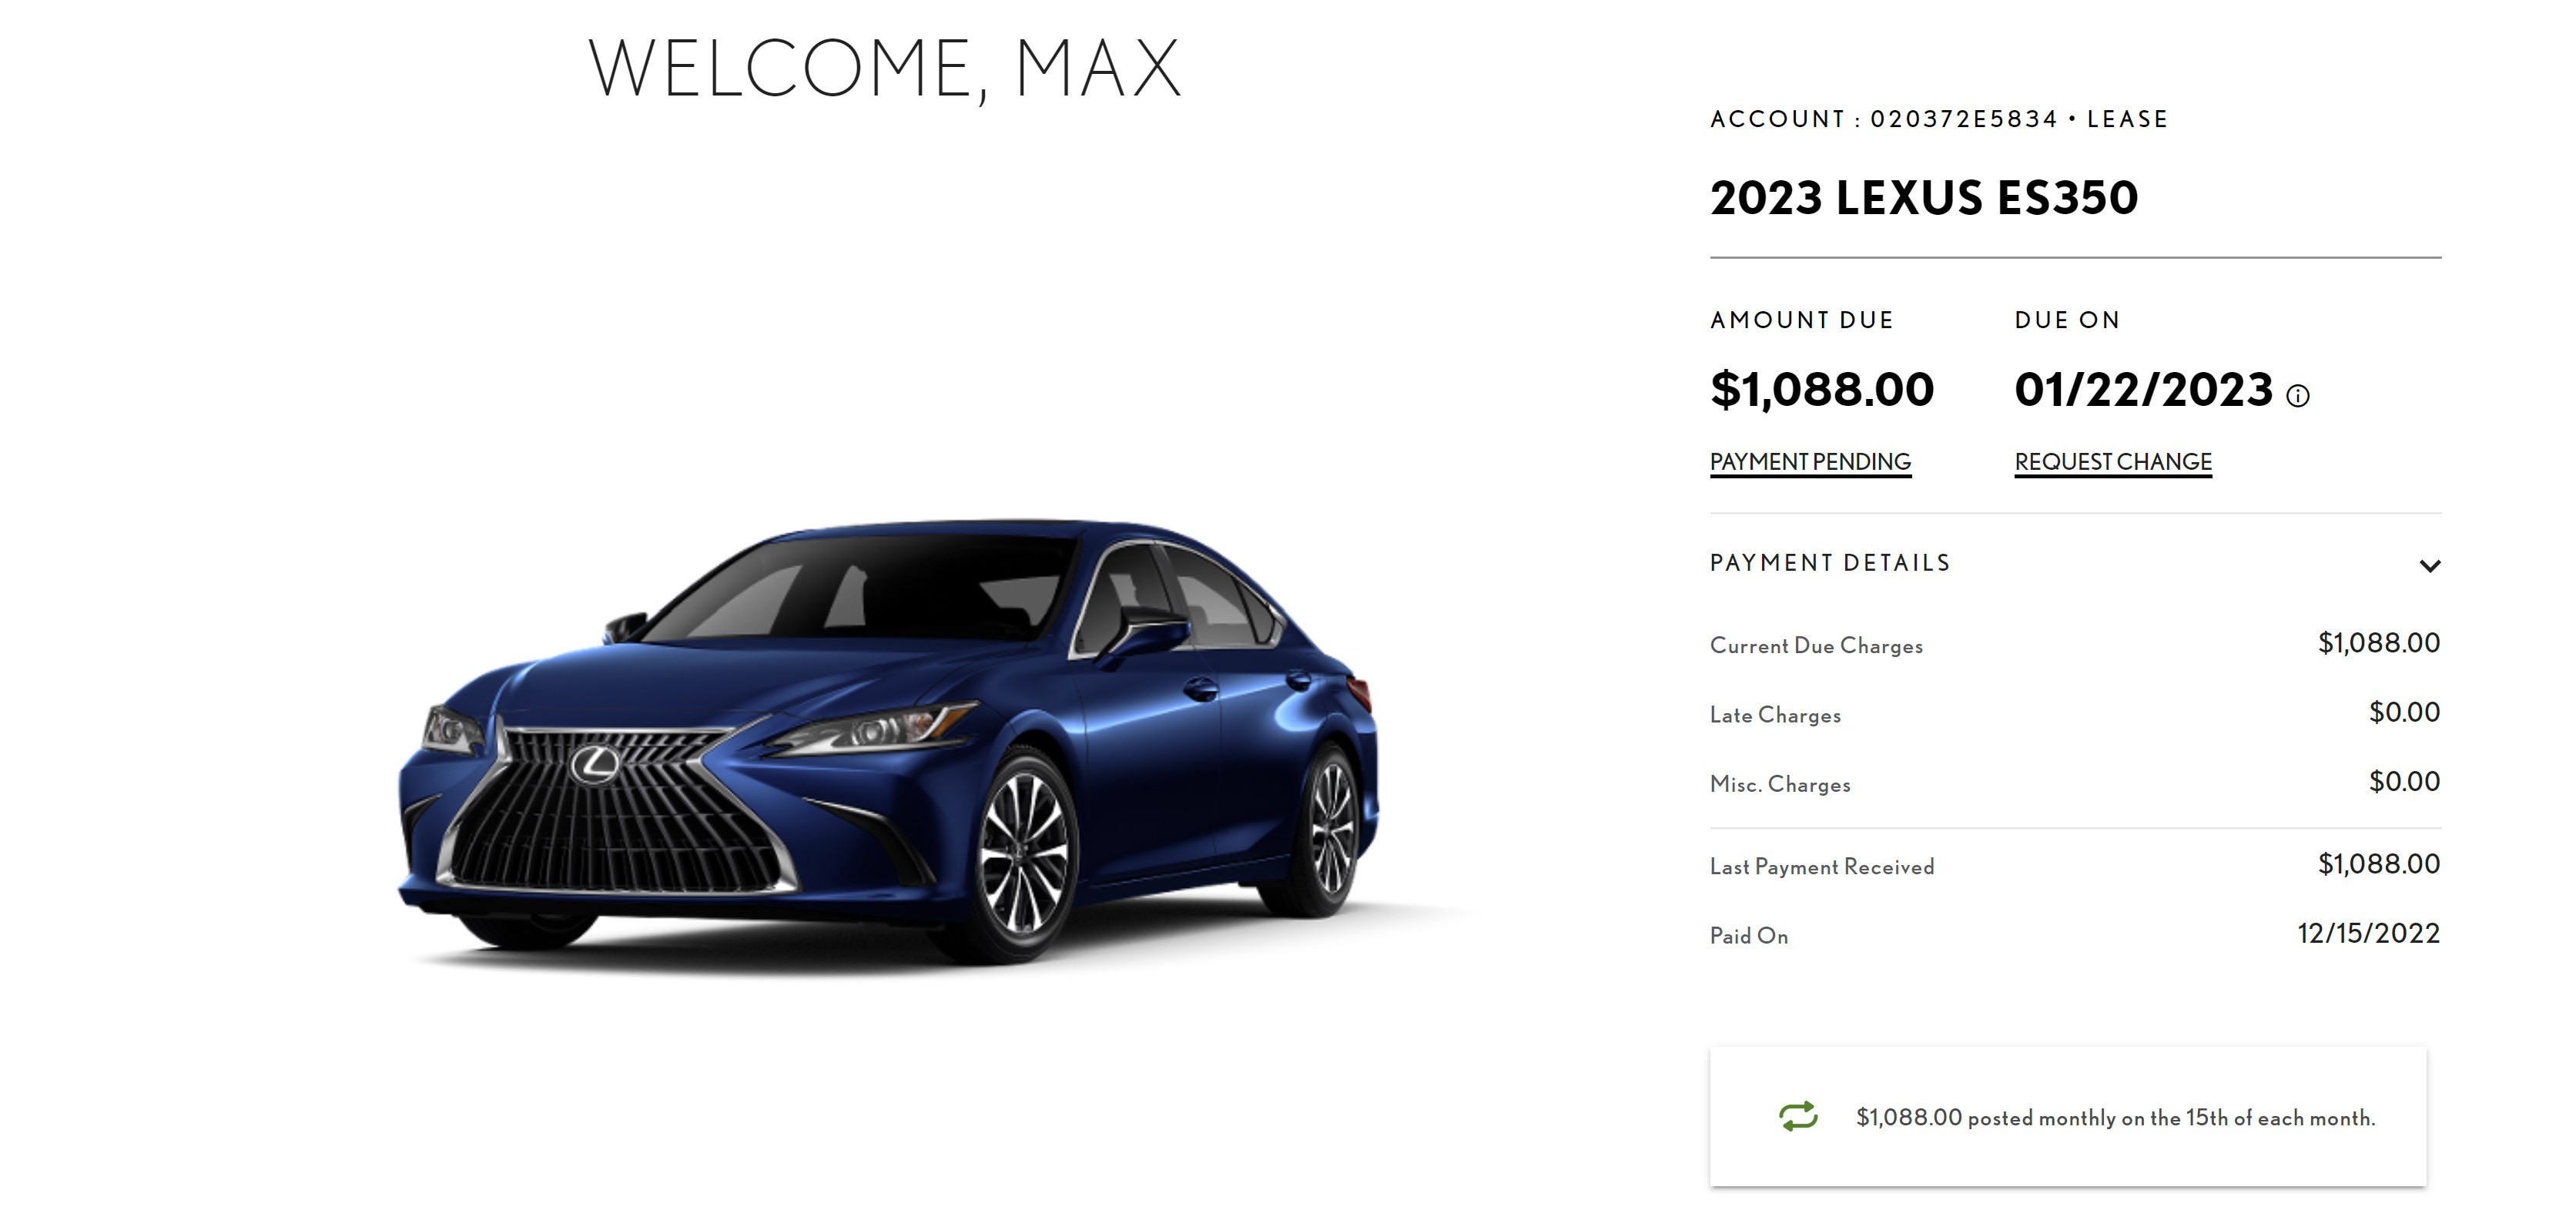 WELCOME, MAX
ACCOUNT : 020372E5834 • LEASE
2023 LEXUS ES350
AMOUNT DUE DUE ON
$1,088.00 01/22/2023
PAYMENT PENDING REQUEST CHANGE
PAYMENT DETAILS
Current Due Charges $1,088.00
Late Charges $0.00
Misc. Charges $0.00
Last Payment Received $1,088.00
Paid On 12/15/2022
$1,088.00 posted monthly on the 15th of each month.